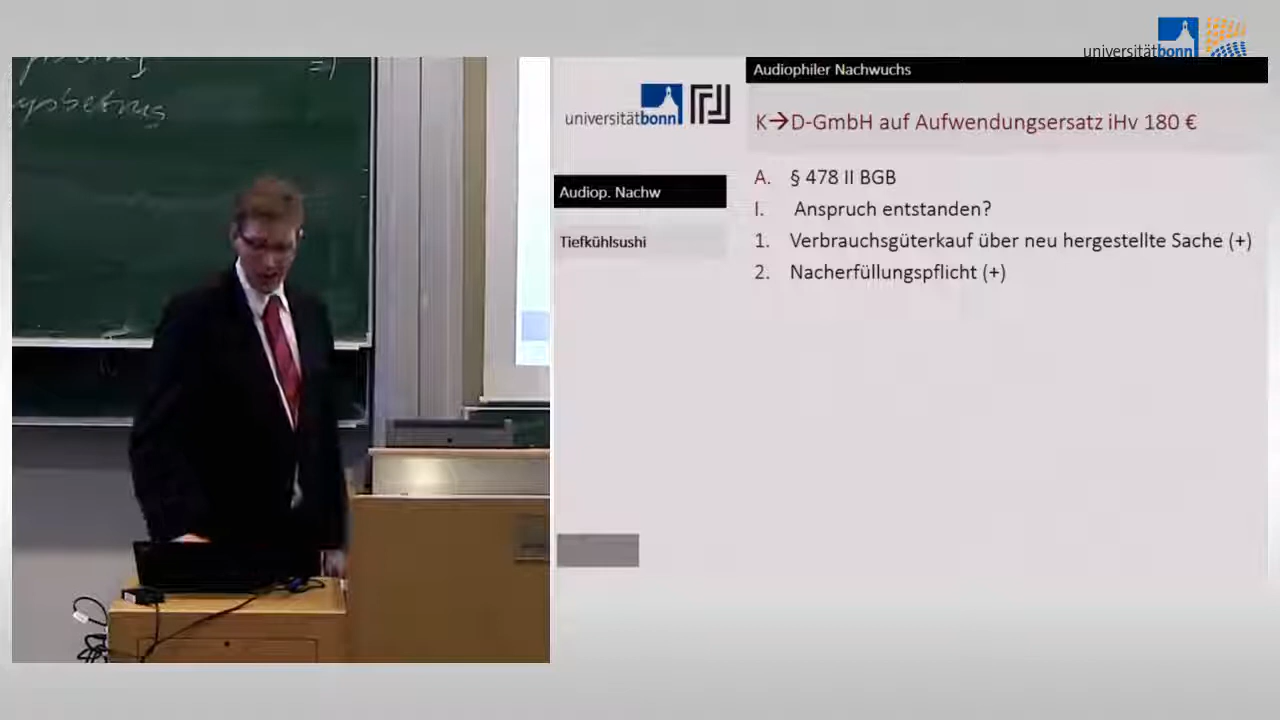 universitätbonn
universitätbonn
Audiop. Nachw
Tiefkühlsushi
Audiophiler Nachwuchs
K→D-GmbH auf Aufwendungsersatz iHv 180 €
A. § 478 II BGB
I. Anspruch entstanden?
1. Verbrauchsgüterkauf über neu hergestellte Sache (+)
2. Nacherfüllungspflicht (+)